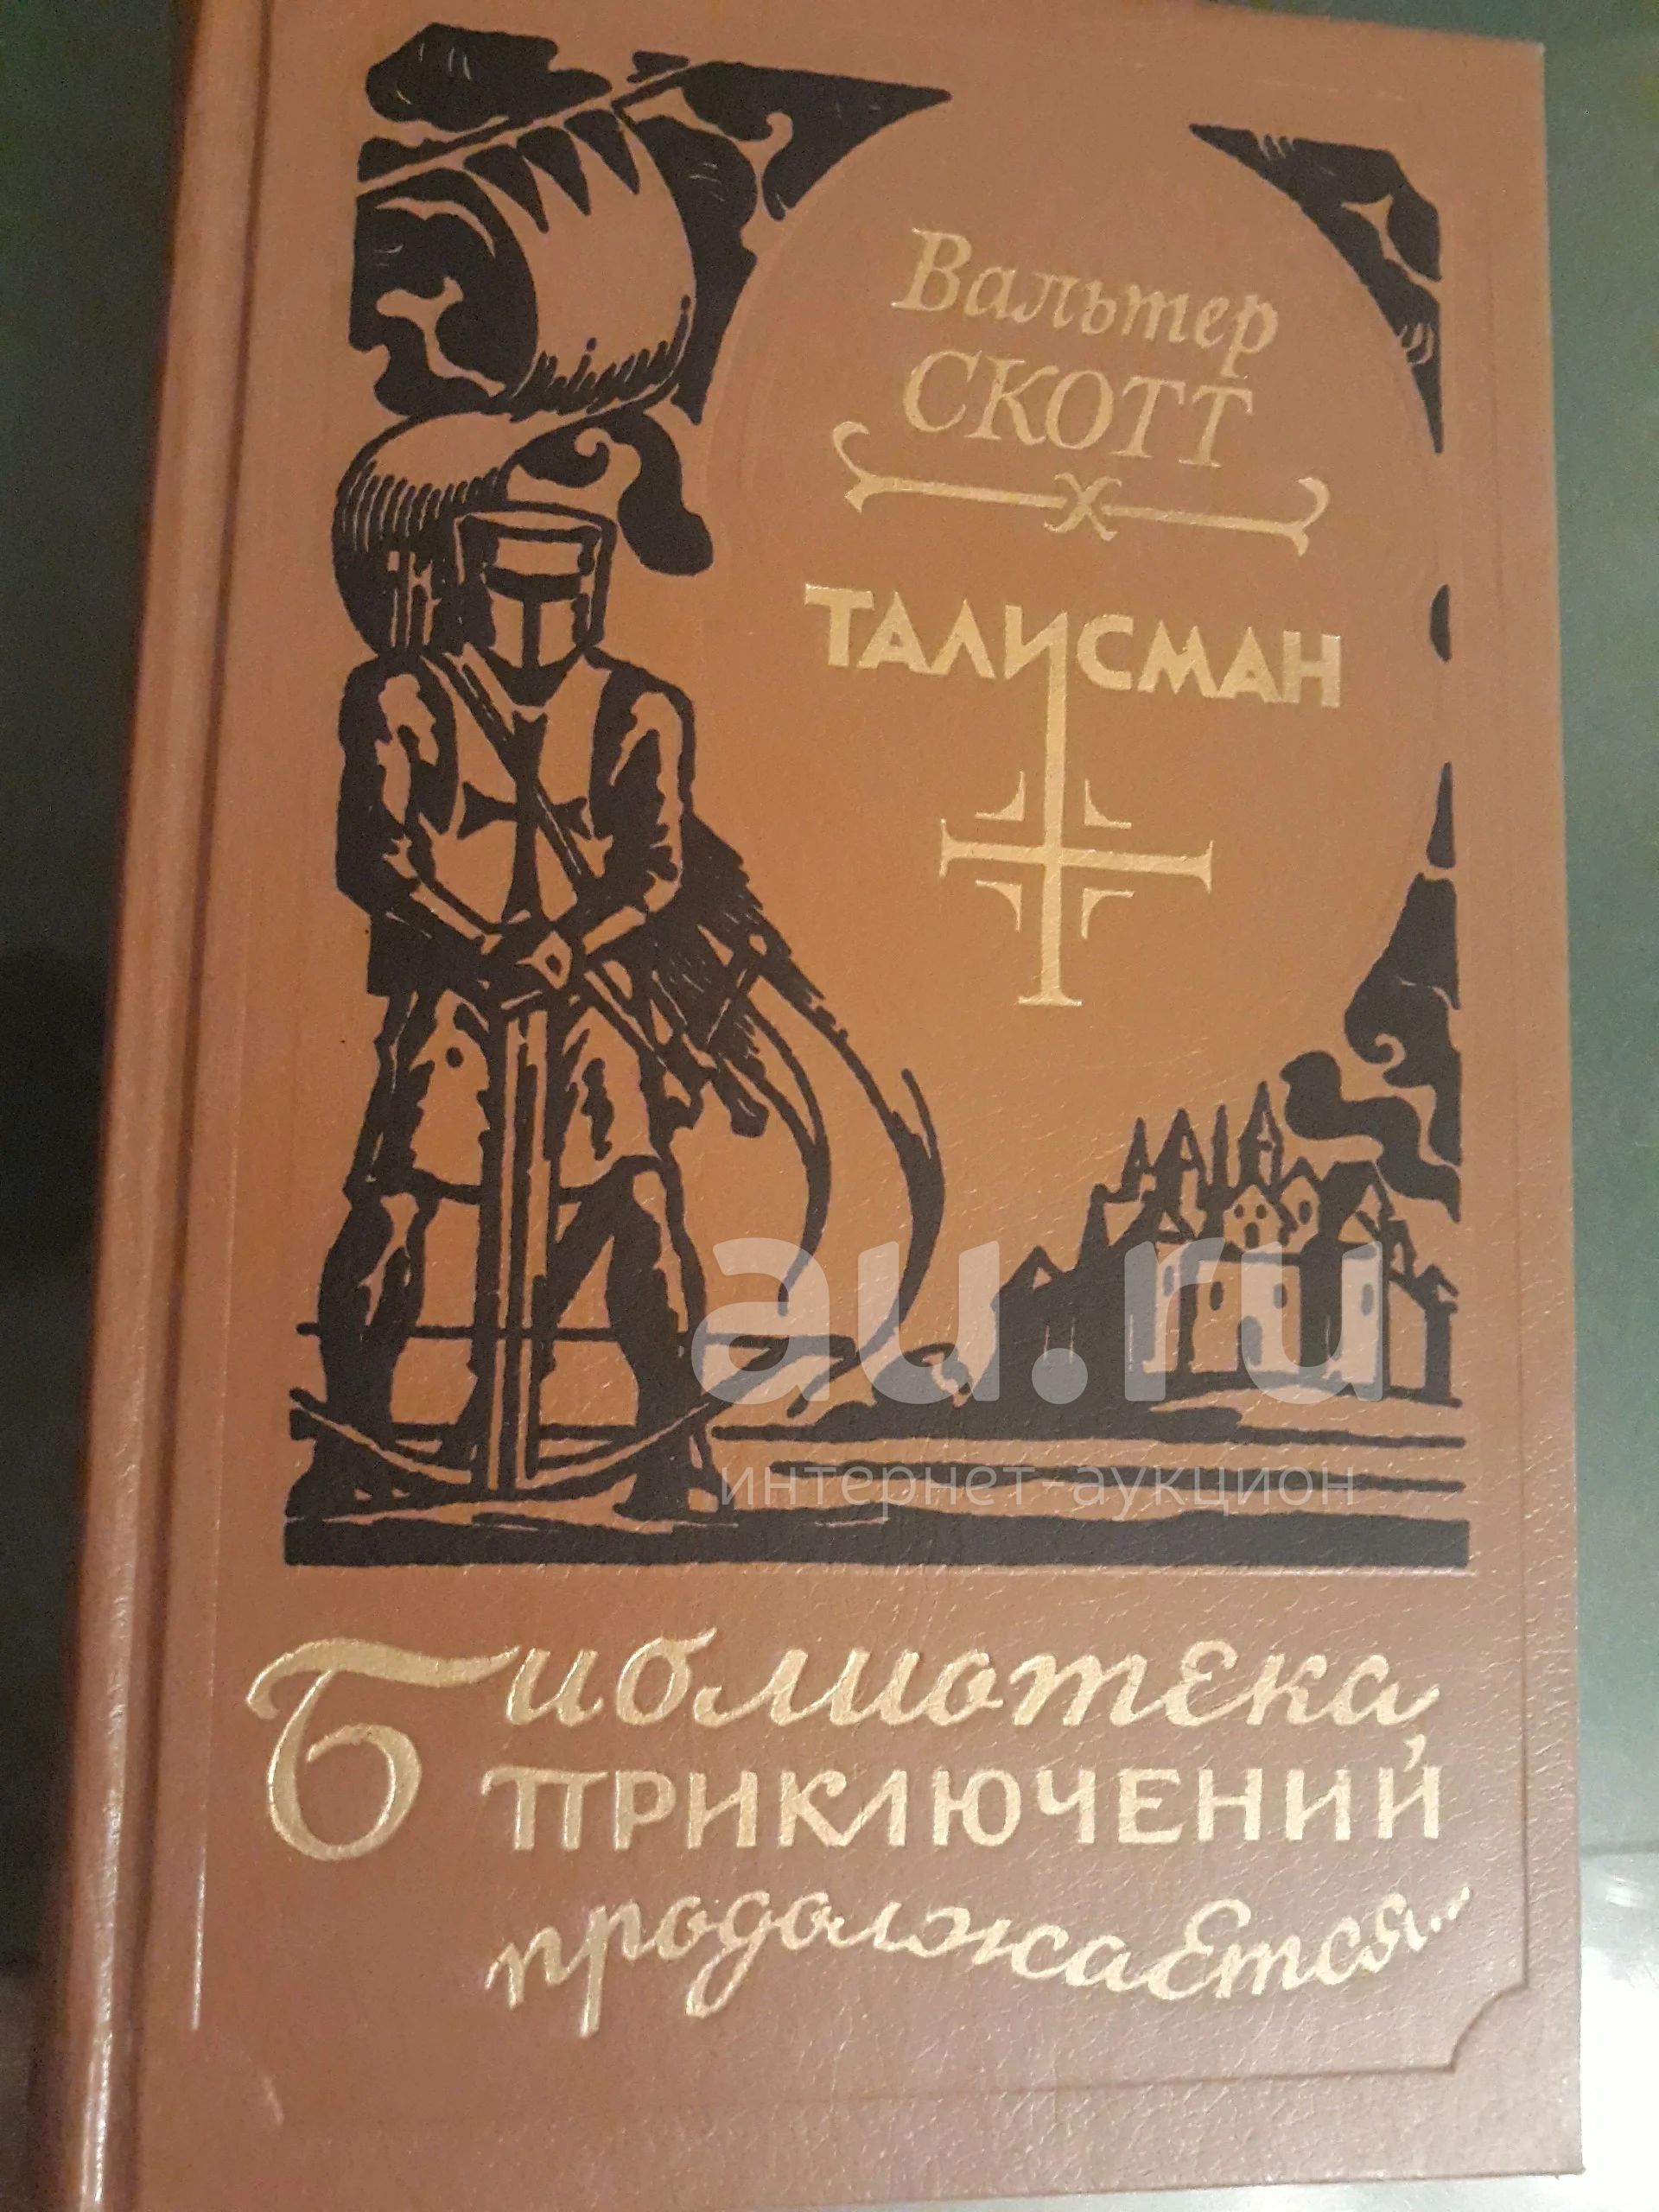 Вальтер
СКОТТ
ТАЛИСМАН
au.ru
интернет-аукцион
Библиотека
ПРИКЛЮЧЕНИЙ
продолжается...